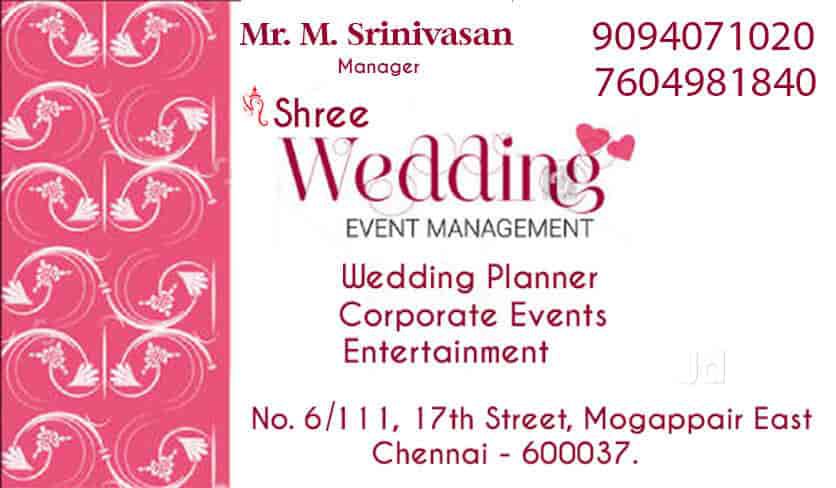 Mr. M. Srinivasan
Manager
9094071020
7604981840
Shree
Wedding
EVENT MANAGEMENT
Wedding Planner
Corporate Events
Entertainment
Jd
No. 6/111, 17th Street, Mogappair East
Chennai - 600037.